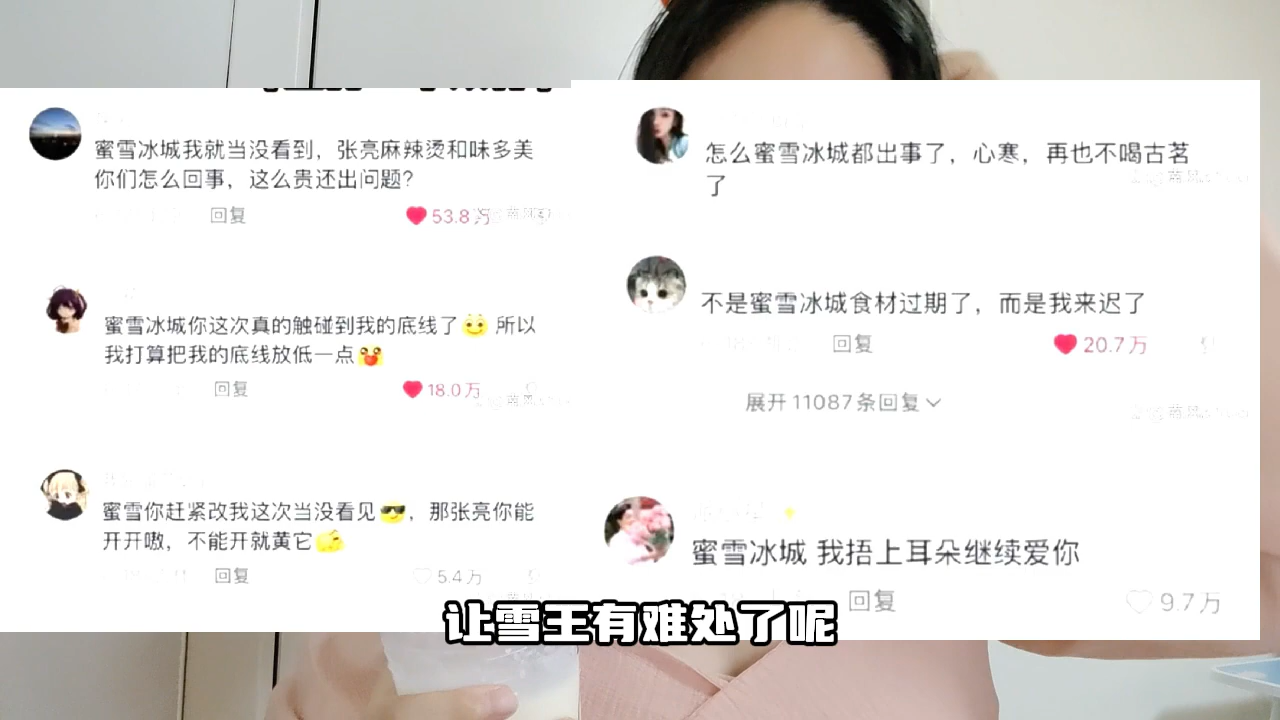 蜜雪冰城我就当没看到，张亮麻辣烫和味多美
你们怎么回事，这么贵还出问题？
回复
53.8万
蜜雪冰城你这次真的触碰到我的底线了 所以
我打算把我的底线放低一点
回复
18.0万
蜜雪你赶紧改我这次当没看见，那张亮你能
开开嗷，不能开就黄它
回复
5.4万
怎么蜜雪冰城都出事了，心寒，再也不喝古茗
了
不是蜜雪冰城食材过期了，而是我来迟了
回复
20.7万
展开11087条回复
蜜雪冰城 我捂上耳朵继续爱你
回复
9.7万
让雪王有难处了呢